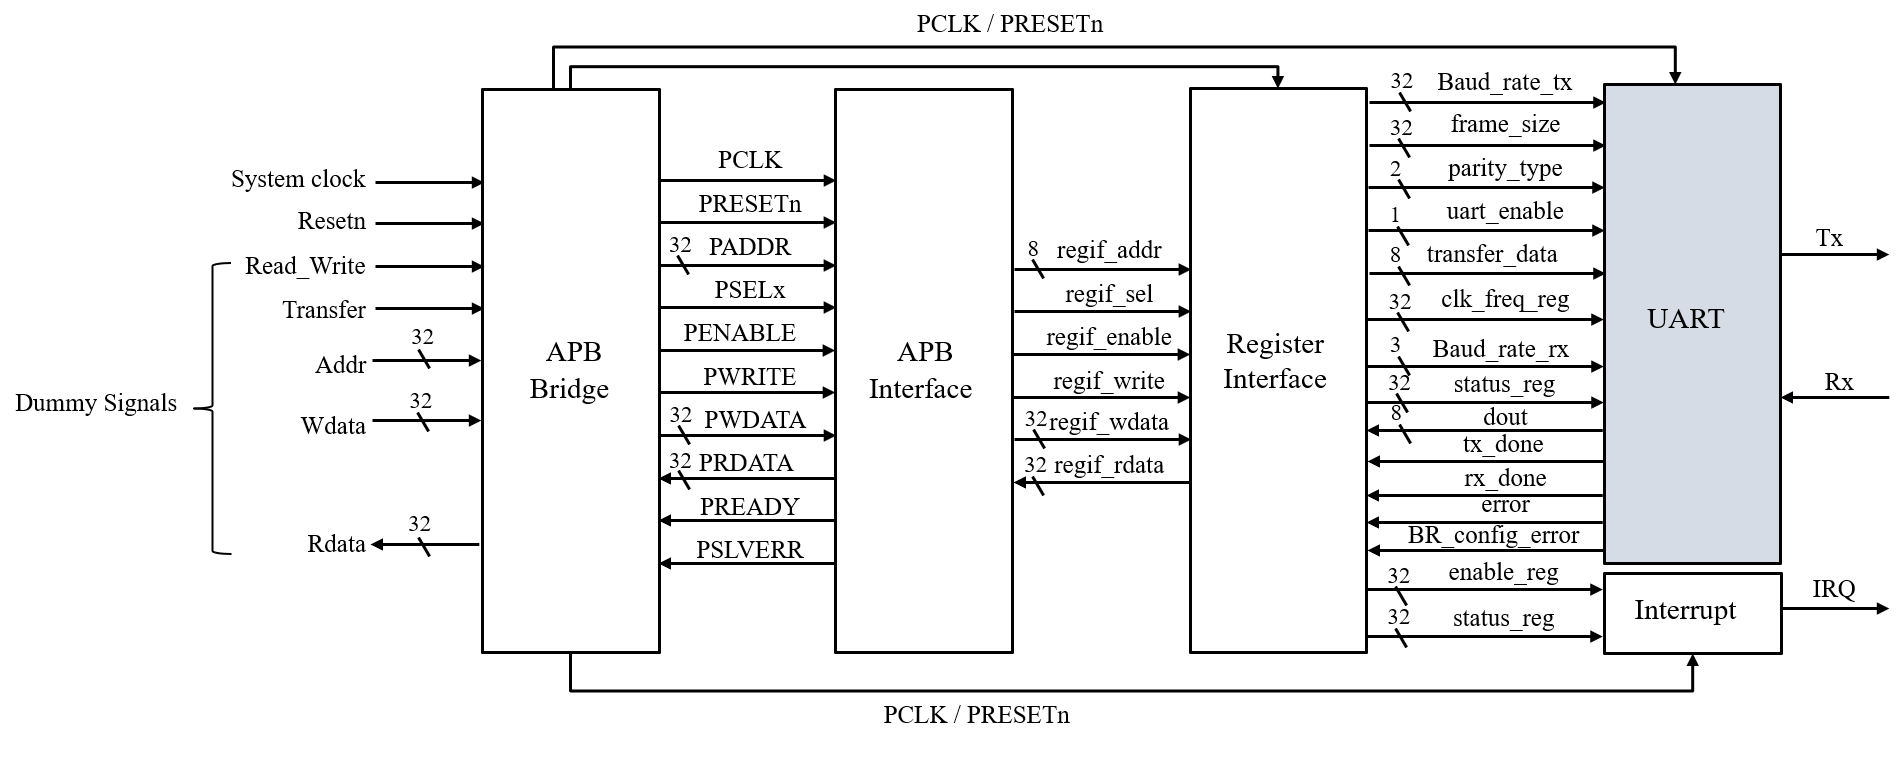 PCLK / PRESETn
System clock
Resetn
Read_Write
Transfer
32
Addr
32
Wdata
Dummy Signals
32
Rdata
APB
Bridge
PCLK
PRESETn
32 PADDR
PSELx
PENABLE
PWRITE
32 PWDATA
32 PRDATA
PREADY
PSLVERR
APB
Interface
8 regif_addr
regif_sel
regif_enable
regif_write
32 regif_wdata
32 regif_rdata
Register
Interface
32 Baud_rate_tx
32 frame_size
2 parity_type
1 uart_enable
8 transfer_data
32 clk_freq_reg
3 Baud_rate_rx
32 status_reg
8 dout
tx_done
rx_done
error
BR_config_error
32 enable_reg
32 status_reg
UART
Tx
Rx
Interrupt
IRQ
PCLK / PRESETn